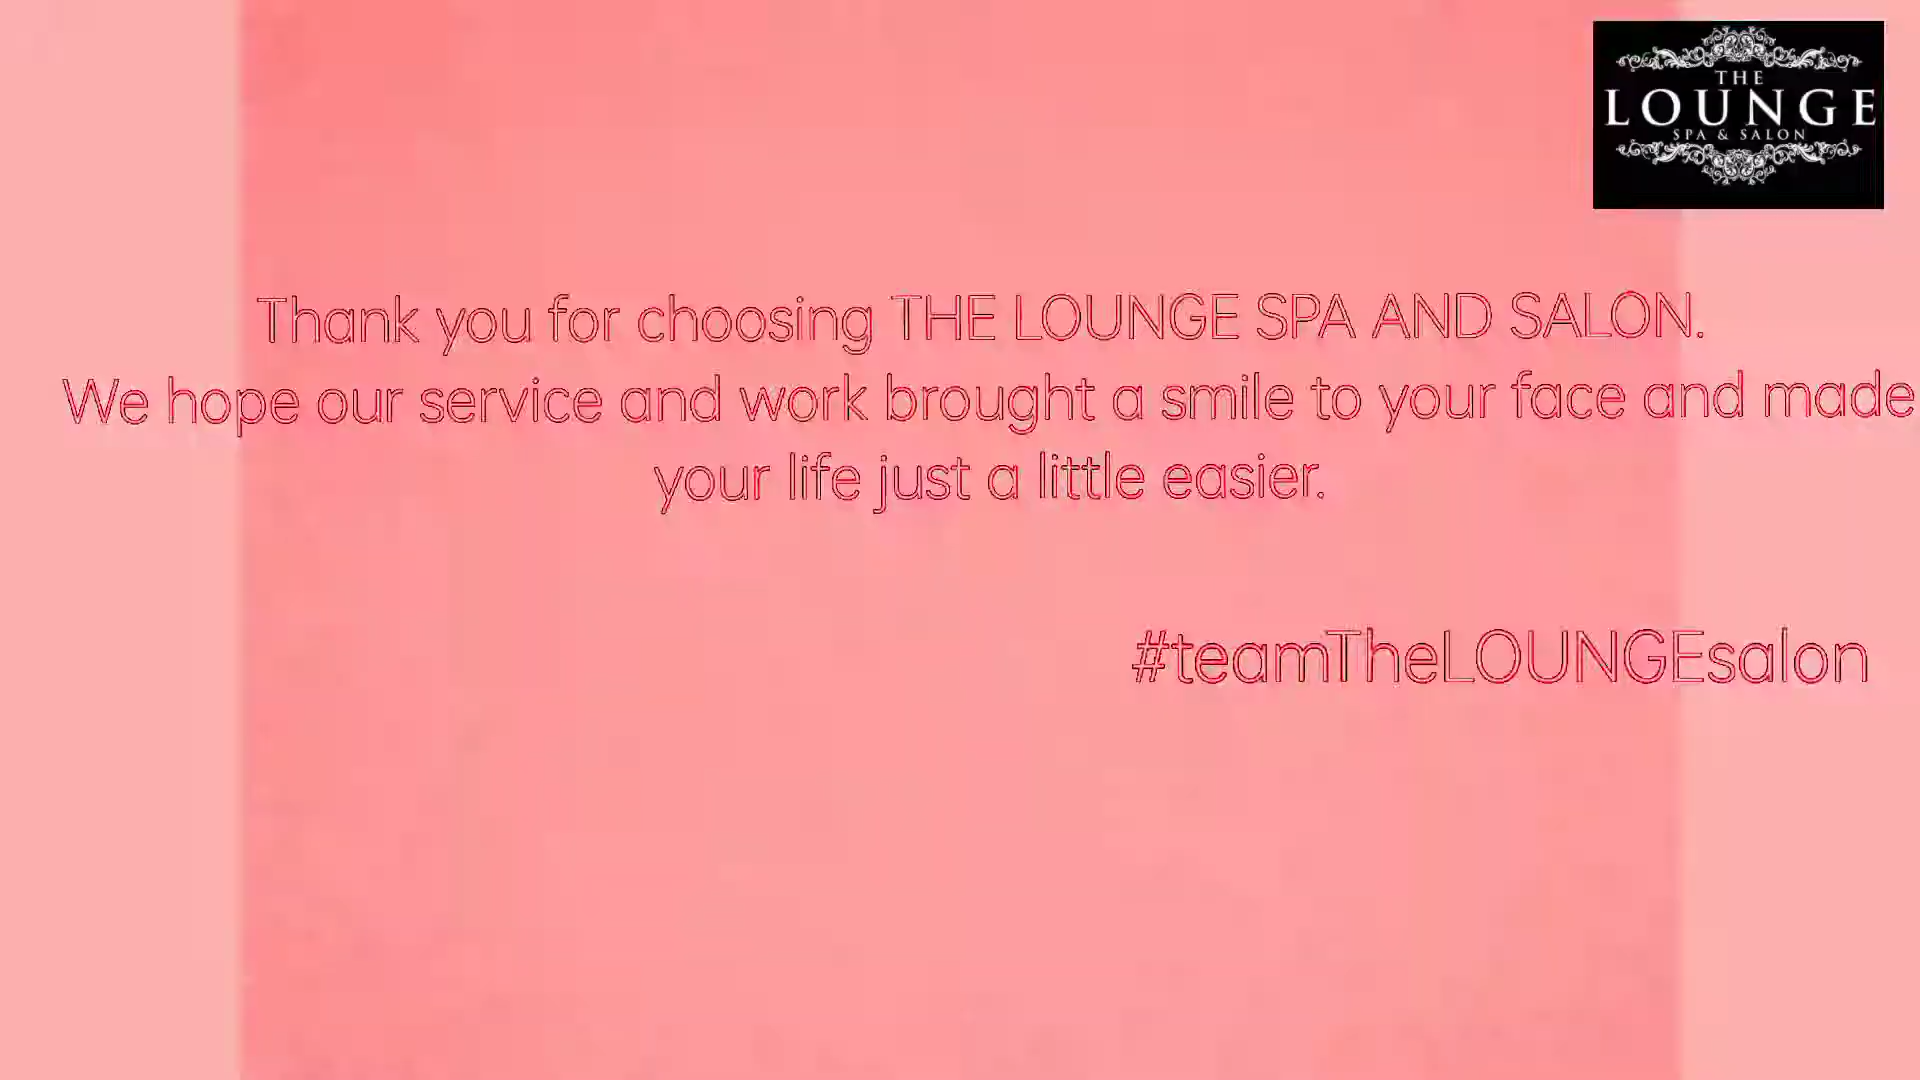 THE
LOUNGE
SPA & SALON
Thank you for choosing THE LOUNGE SPA AND SALON.
We hope our service and work brought a smile to your face and made
your life just a little easier.
#teamTheLOUNGEsalon